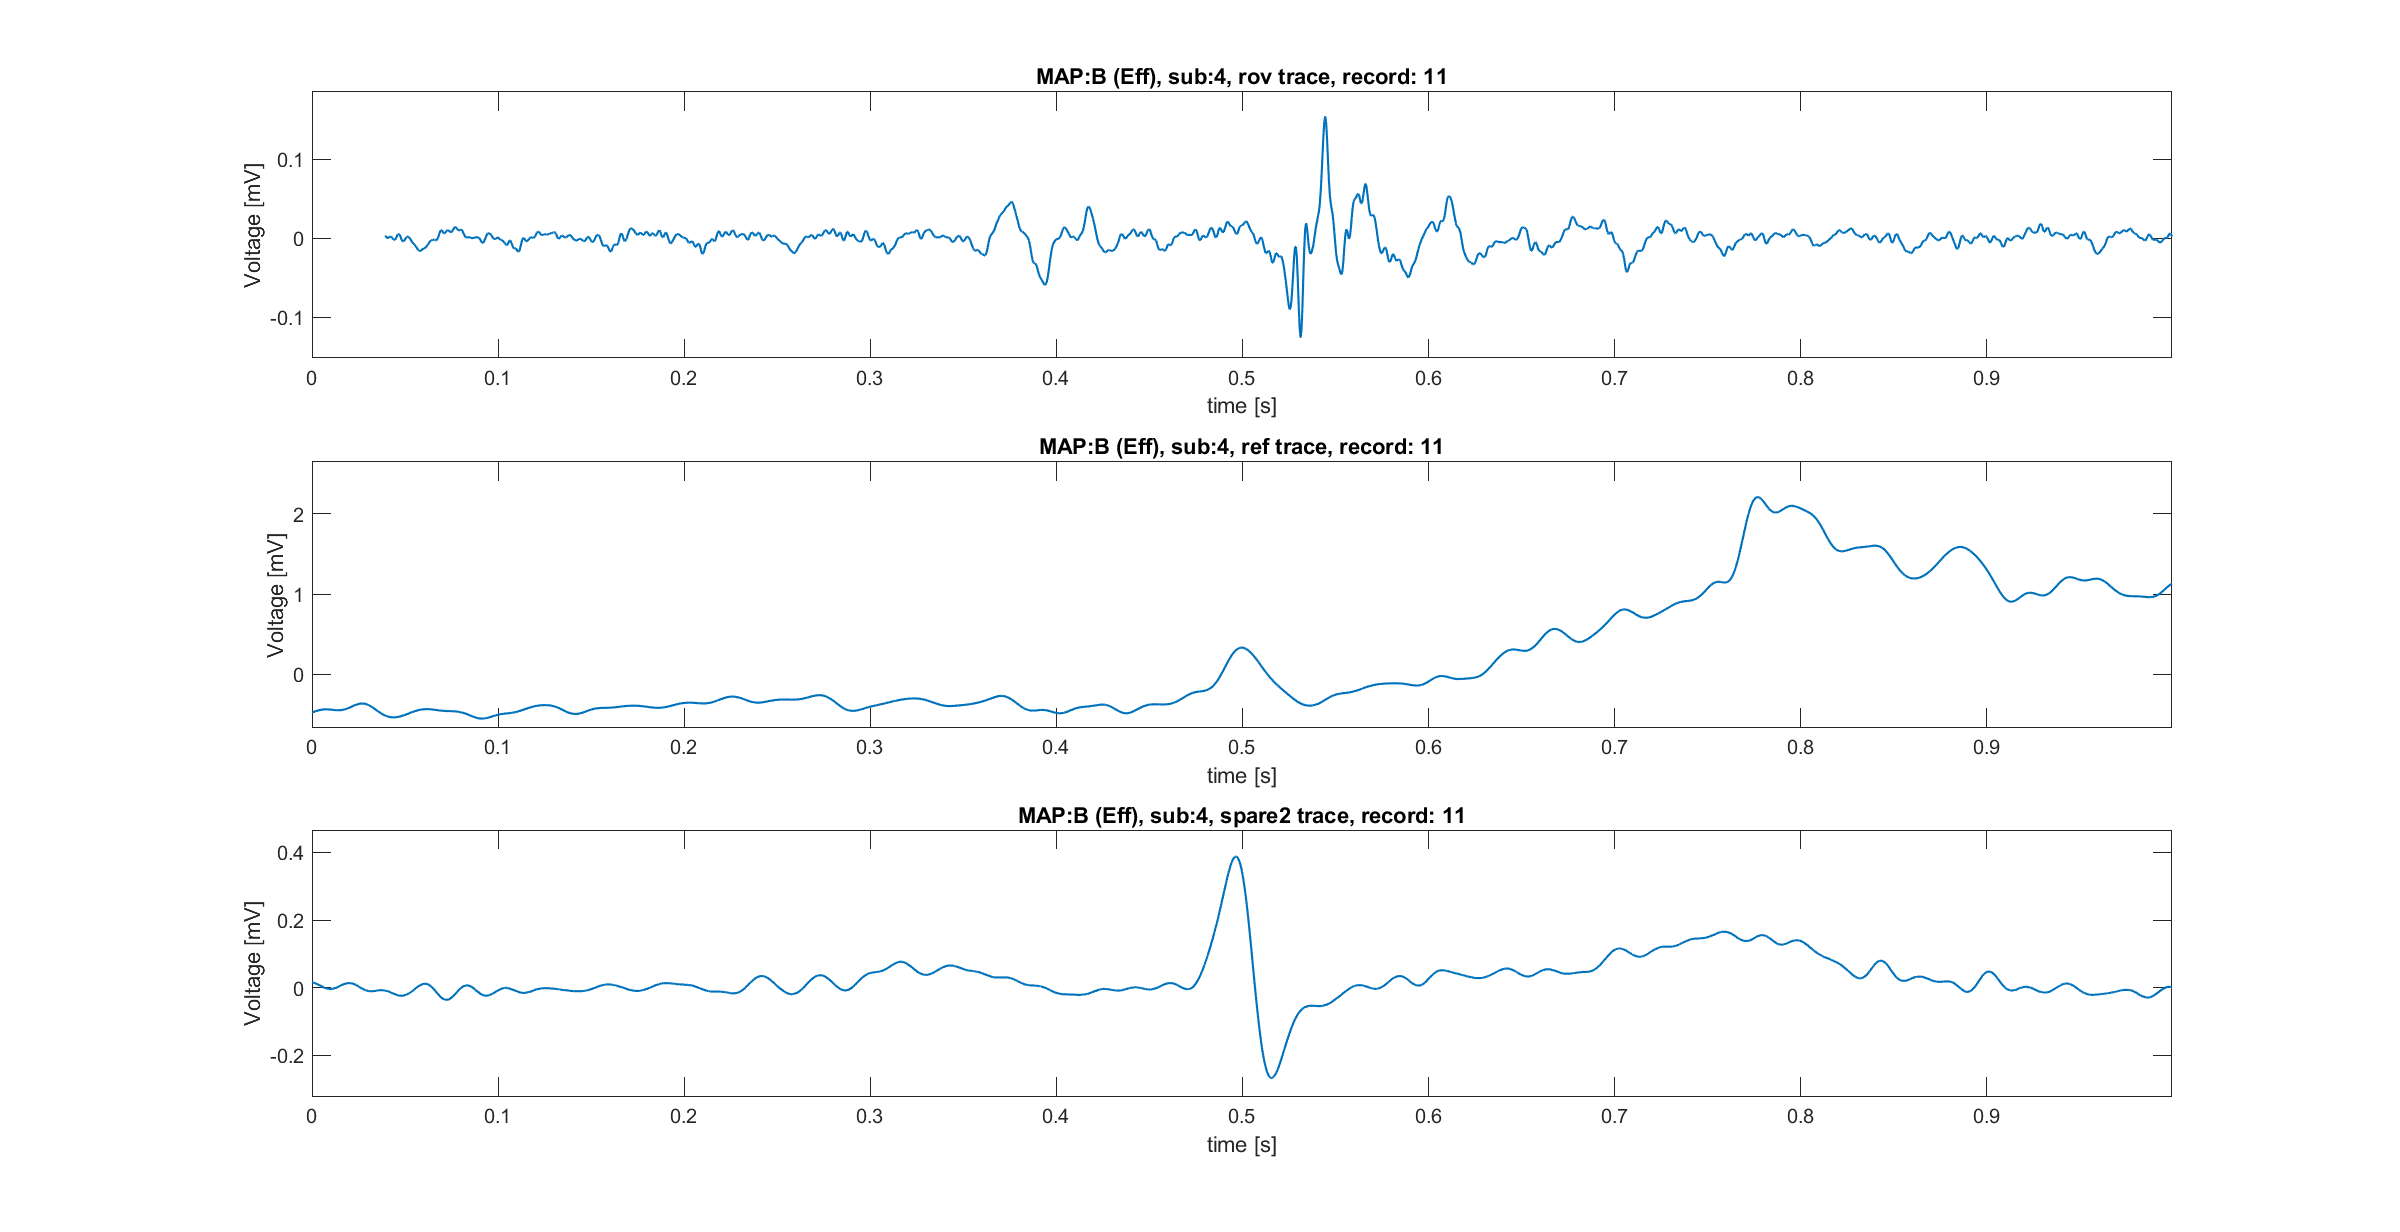 MAP:B (Eff), sub:4, rov trace, record: 11
Voltage [mV]
0.1
0
-0.1
0 0.1 0.2 0.3 0.4 0.5 0.6 0.7 0.8 0.9
time [s]
MAP:B (Eff), sub:4, ref trace, record: 11
Voltage [mV]
2
1
0
0 0.1 0.2 0.3 0.4 0.5 0.6 0.7 0.8 0.9
time [s]
MAP:B (Eff), sub:4, spare2 trace, record: 11
Voltage [mV]
0.4
0.2
0
-0.2
0 0.1 0.2 0.3 0.4 0.5 0.6 0.7 0.8 0.9
time [s]